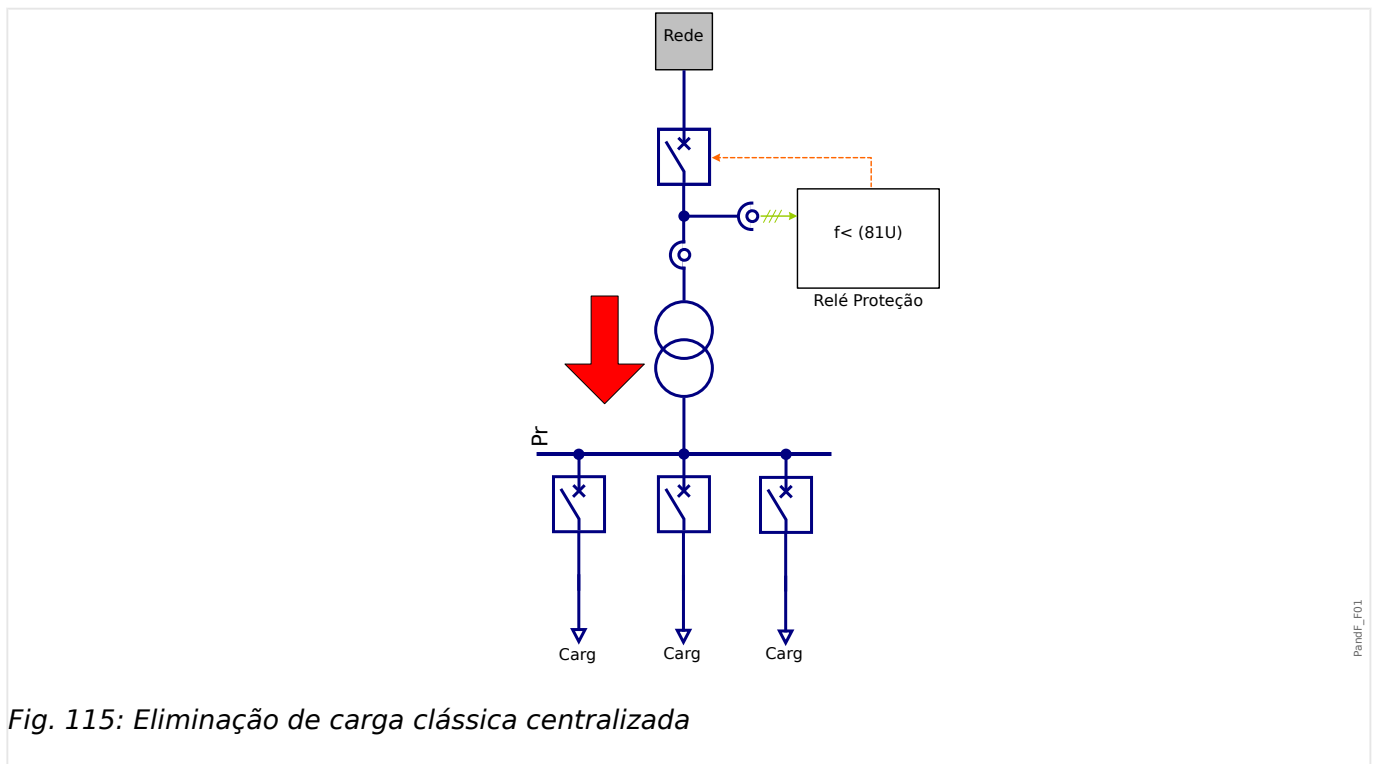 Rede
f< (81U)
Relé Proteção
Pr
Carg
Carg
Carg
PandF_F01
Fig. 115: Eliminação de carga clássica centralizada